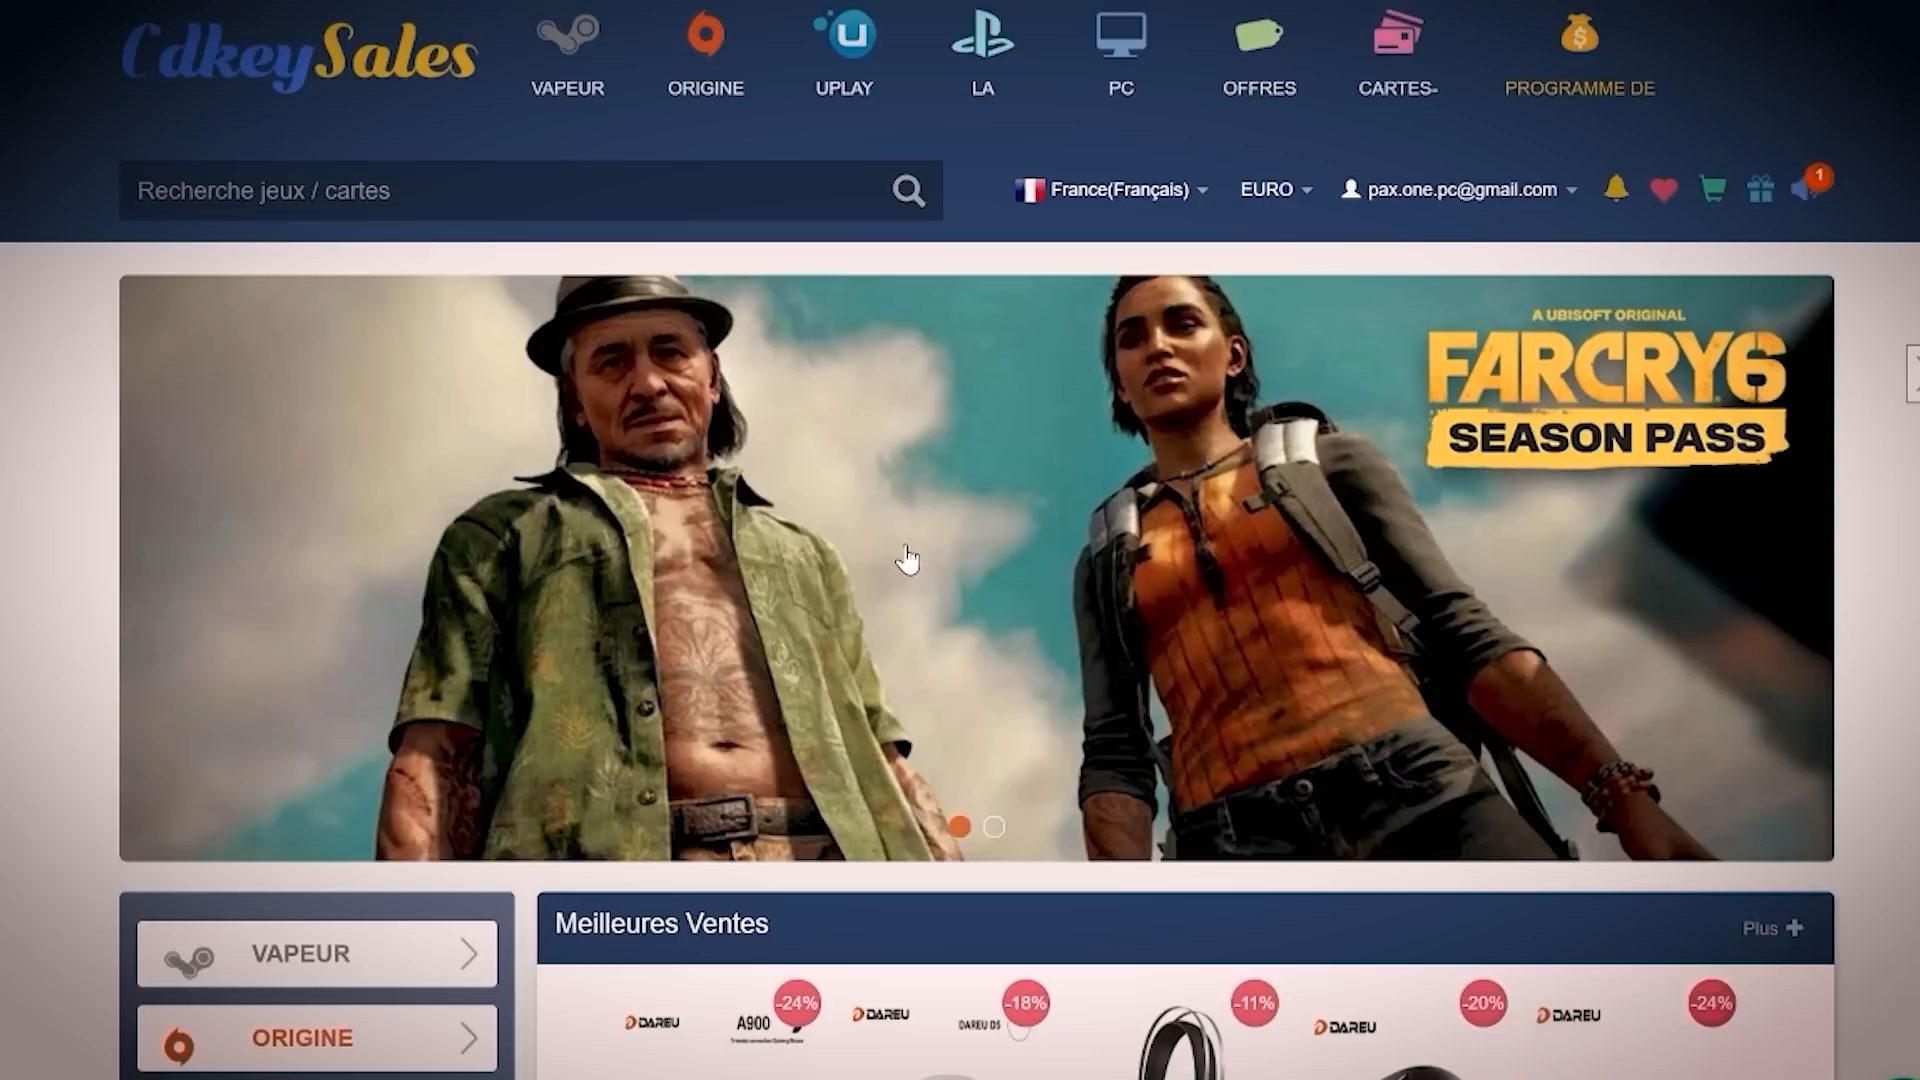 CdkeySales
VAPEUR
ORIGINE
UPLAY
LA
PC
OFFRES
CARTES-
PROGRAMME DE
Recherche jeux / cartes
France(Français)
EURO
pax.one.pc@gmail.com
1
A UBISOFT ORIGINAL
FARCRY6
SEASON PASS
VAPEUR
ORIGINE
Meilleures Ventes
Plus
DAREU
A900
-24%
DAREU
DAREU D5
-18%
-11%
DAREU
-20%
DAREU
-24%